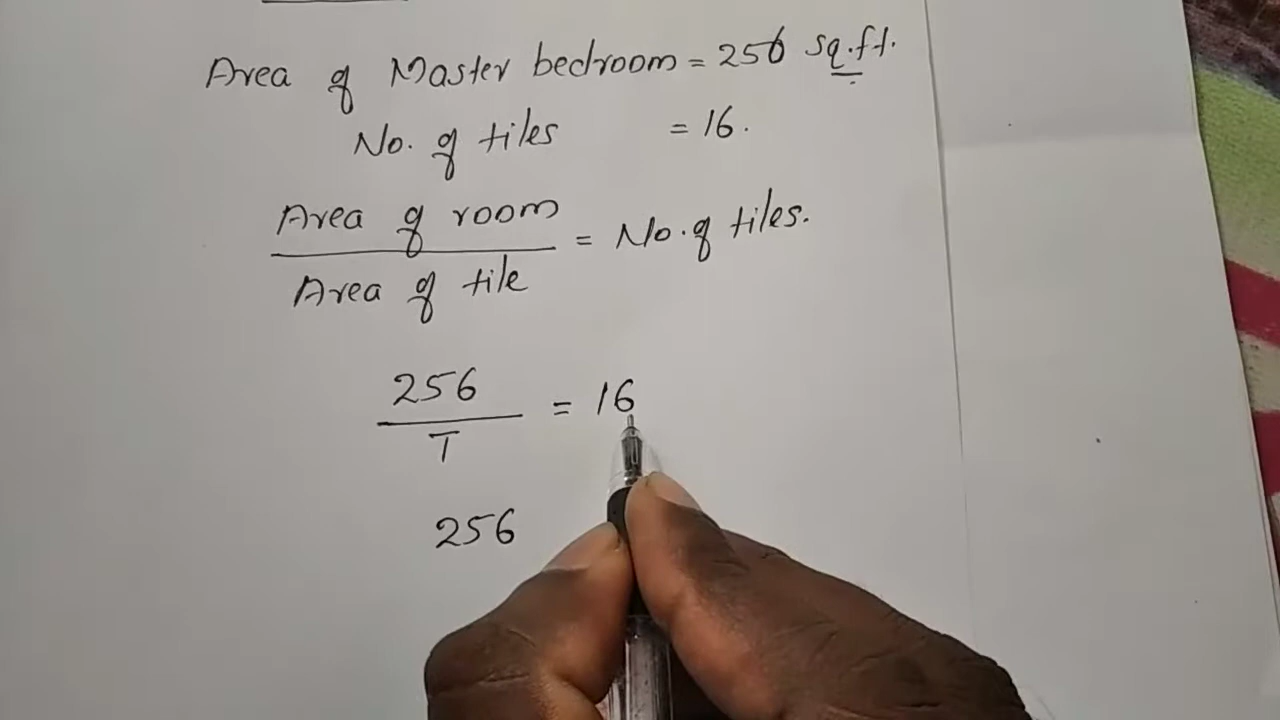 Area of Master bedroom = 256 sq.ft.
No. of tiles = 16.
Area of room
= No. of tiles.
Area of tile
256
= 16
T
256